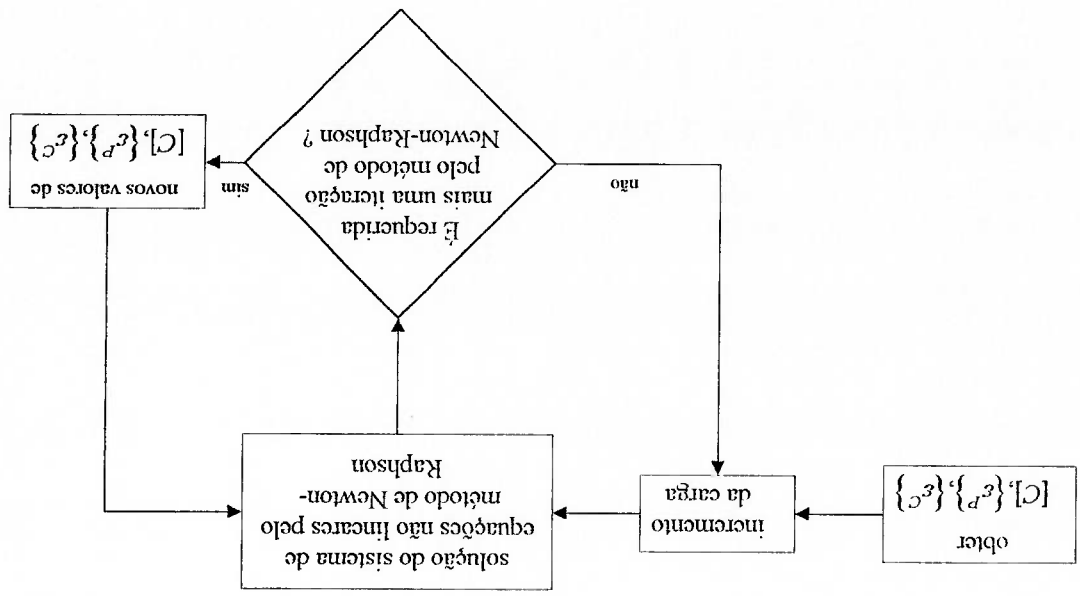 obter
[C],{ε^P},{ε^C}
incremento
da carga
solução do sistema de
equações não lineares pelo
método de Newton-
Raphson
É requerida
mais uma iteração
pelo método de
Newton-Raphson ?
não
sim
novos valores de
[C],{ε^P},{ε^C}